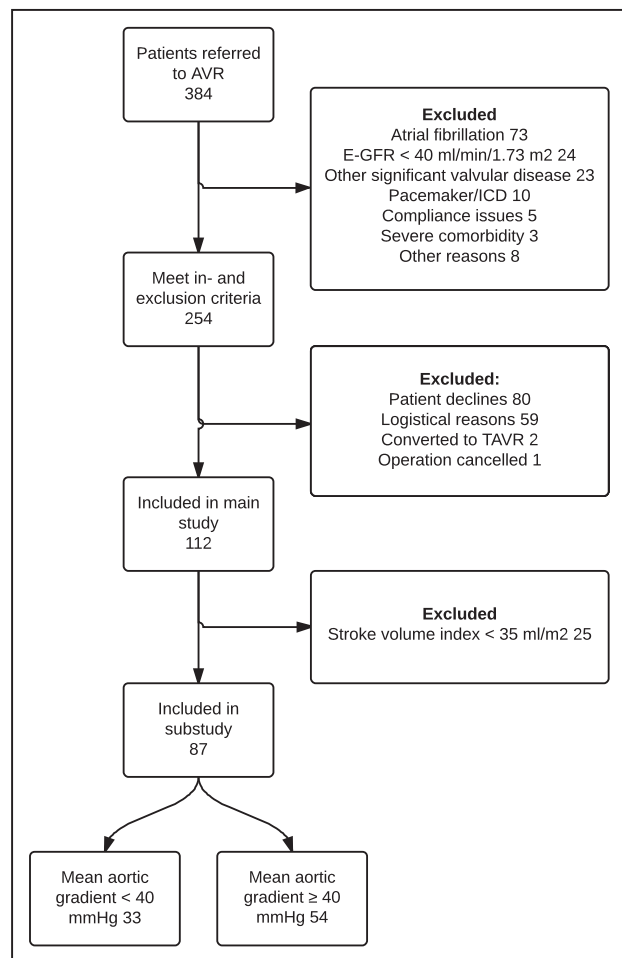 Patients referred
to AVR
384
Excluded
Atrial fibrillation 73
E-GFR < 40 ml/min/1.73 m2 24
Other significant valvular disease 23
Pacemaker/ICD 10
Compliance issues 5
Severe comorbidity 3
Other reasons 8
Meet in- and
exclusion criteria
254
Excluded:
Patient declines 80
Logistical reasons 59
Converted to TAVR 2
Operation cancelled 1
Included in main
study
112
Excluded
Stroke volume index < 35 ml/m2 25
Included in
substudy
87
Mean aortic
gradient < 40
mmHg 33
Mean aortic
gradient ≥ 40
mmHg 54